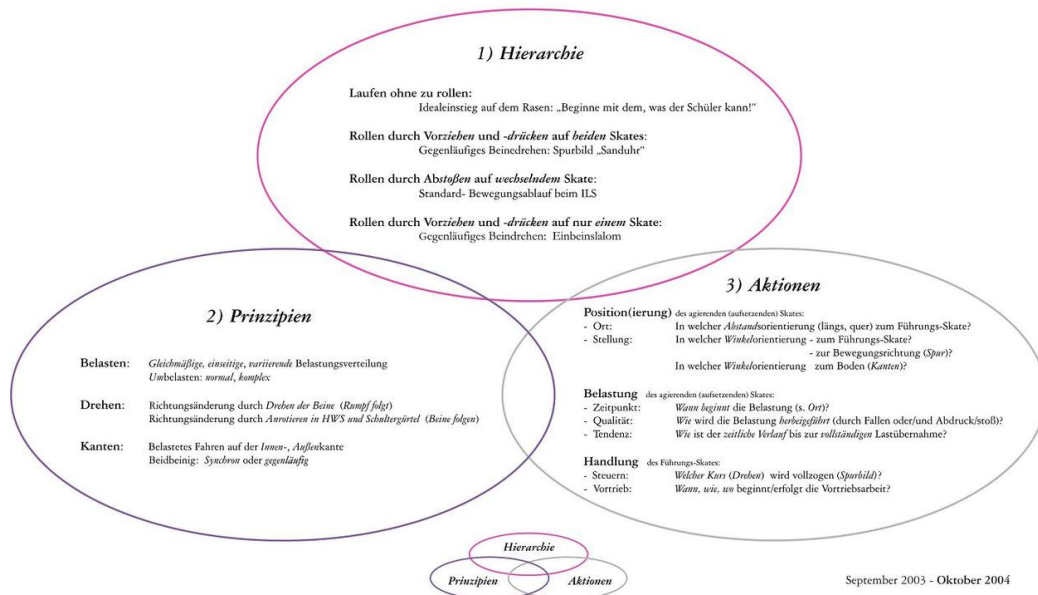 1) Hierarchie
Laufen ohne zu rollen:
Idealeinstieg auf dem Rasen: „Beginne mit dem, was der Schüler kann!"
Rollen durch Vorziehen und -drücken auf beiden Skates:
Gegenläufiges Beinedrehen: Spurbild „Sanduhr"
Rollen durch Abstoßen auf wechselndem Skate:
Standard- Bewegungsablauf beim ILS
Rollen durch Vorziehen und -drücken auf nur einem Skate:
Gegenläufiges Beindrehen: Einbeinslalom
2) Prinzipien
Belasten: Gleichmäßige, einseitige, variierende Belastungsverteilung
Umbelasten: normal, komplex
Drehen: Richtungsänderung durch Drehen der Beine (Rumpf folgt)
Richtungsänderung durch Anrotieren in HWS und Schultergürtel (Beine folgen)
Kanten: Belastetes Fahren auf der Innen-, Außenkante
Beidbeinig: Synchron oder gegenläufig
3) Aktionen
Position(ierung) des agierenden (aufsetzenden) Skates:
- Ort: In welcher Abstandsorientierung (längs, quer) zum Führungs-Skate?
- Stellung: In welcher Winkelorientierung - zum Führungs-Skate?
- zur Bewegungsrichtung (Spur)?
In welcher Winkelorientierung zum Boden (Kanten)?
Belastung des agierenden (aufsetzenden) Skates:
- Zeitpunkt: Wann beginnt die Belastung (s. Ort)?
- Qualität: Wie wird die Belastung herbeigeführt (durch Fallen oder/und Abdruck/stoß)?
- Tendenz: Wie ist der zeitliche Verlauf bis zur vollständigen Lastübernahme?
Handlung des Führungs-Skates:
- Steuern: Welcher Kurs (Drehen) wird vollzogen (Spurbild)?
- Vortrieb: Wann, wie, wo beginnt/erfolgt die Vortriebsarbeit?
Hierarchie
Prinzipien
Aktionen
September 2003 - Oktober 2004